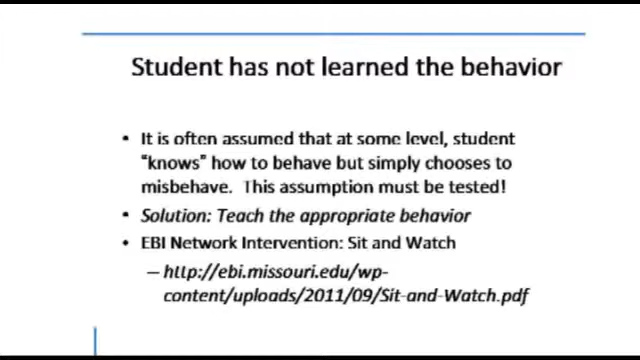 Student has not learned the behavior
• It is often assumed that at some level, student
"knows" how to behave but simply chooses to
misbehave. This assumption must be tested!
• Solution: Teach the appropriate behavior
• EBI Network Intervention: Sit and Watch
– http://ebi.missouri.edu/wp-
content/uploads/2011/09/Sit-and-Watch.pdf